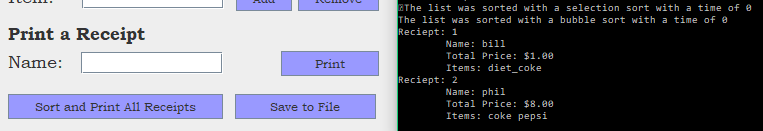 Item:
Add
Remove
Print a Receipt
Name:
Print
Sort and Print All Receipts
Save to File
The list was sorted with a selection sort with a time of 0
The list was sorted with a bubble sort with a time of 0
Reciept: 1
Name: bill
Total Price: $1.00
Items: diet_coke
Reciept: 2
Name: phil
Total Price: $8.00
Items: coke pepsi